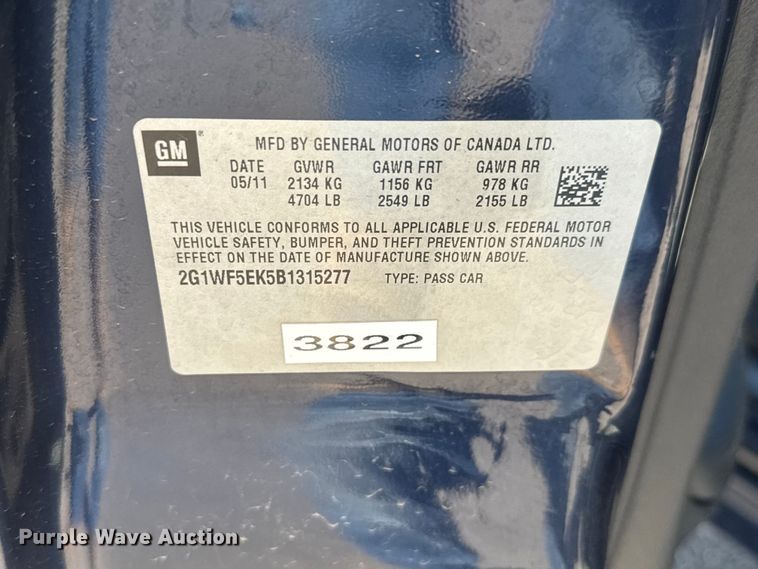 GM
MFD BY GENERAL MOTORS OF CANADA LTD.
DATE GVWR GAWR FRT GAWR RR
05/11 2134 KG 1156 KG 978 KG
4704 LB 2549 LB 2155 LB
THIS VEHICLE CONFORMS TO ALL APPLICABLE U.S. FEDERAL MOTOR
VEHICLE SAFETY, BUMPER, AND THEFT PREVENTION STANDARDS IN
EFFECT ON THE DATE OF MANUFACTURE SHOWN ABOVE.
2G1WF5EK5B1315277 TYPE: PASS CAR
3822
Purple Wave Auction